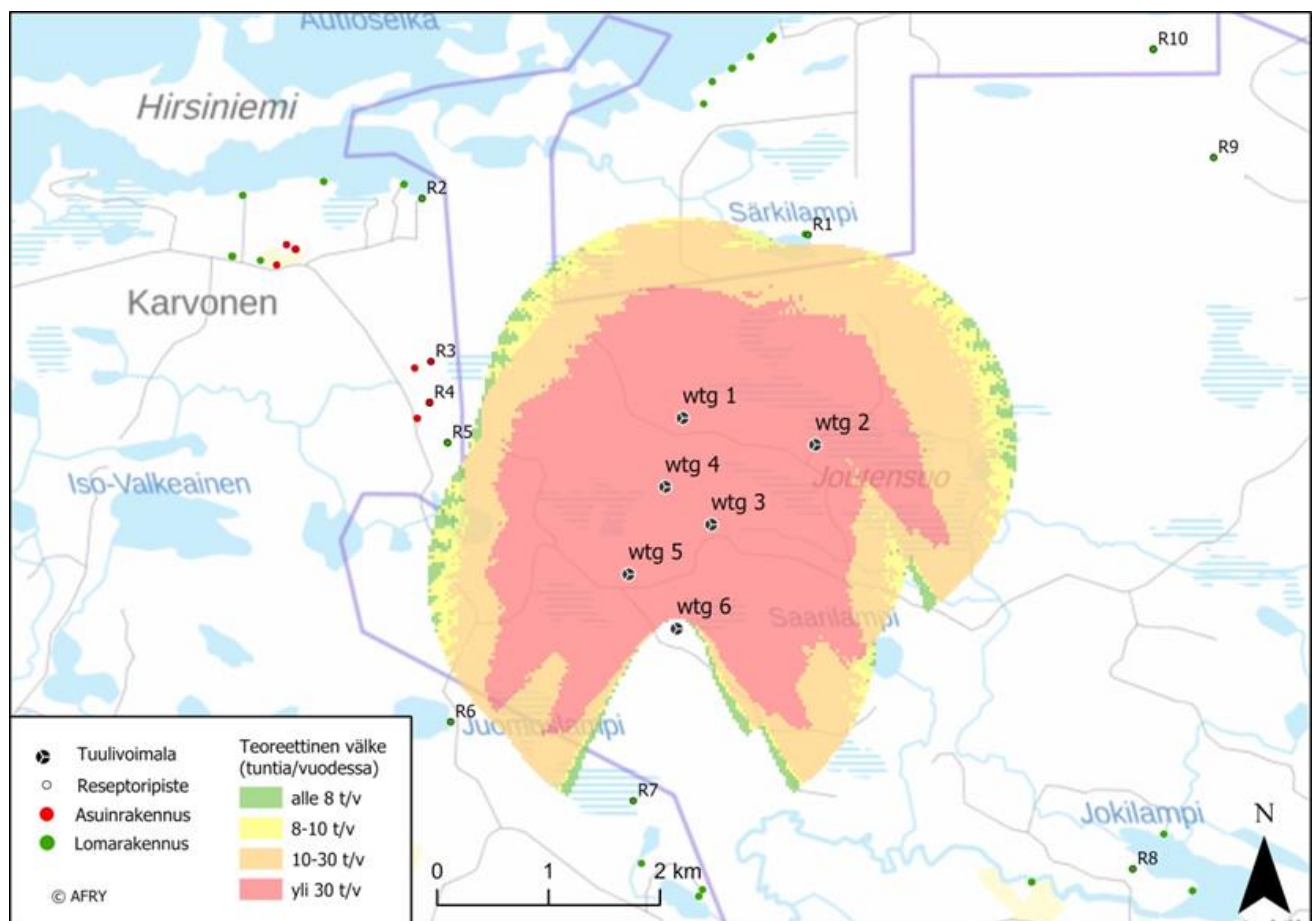 Autioselkä
R10
Hirsiniemi
R9
R2
Särkilampi
R1
Karvonen
R3
R4
wtg 1
R5
wtg 2
Iso-Valkeainen
wtg 4
Joutensuo
wtg 3
wtg 5
wtg 6
Saarilampi
R6
Tuulivoimala
Reseptoripiste
Asuinrakennus
Lomarakennus
© AFRY
Teoreettinen välke
(tuntia/vuodessa)
alle 8 t/v
8-10 t/v
10-30 t/v
yli 30 t/v
R7
Jokilampi
R8
0 1 2 km
N